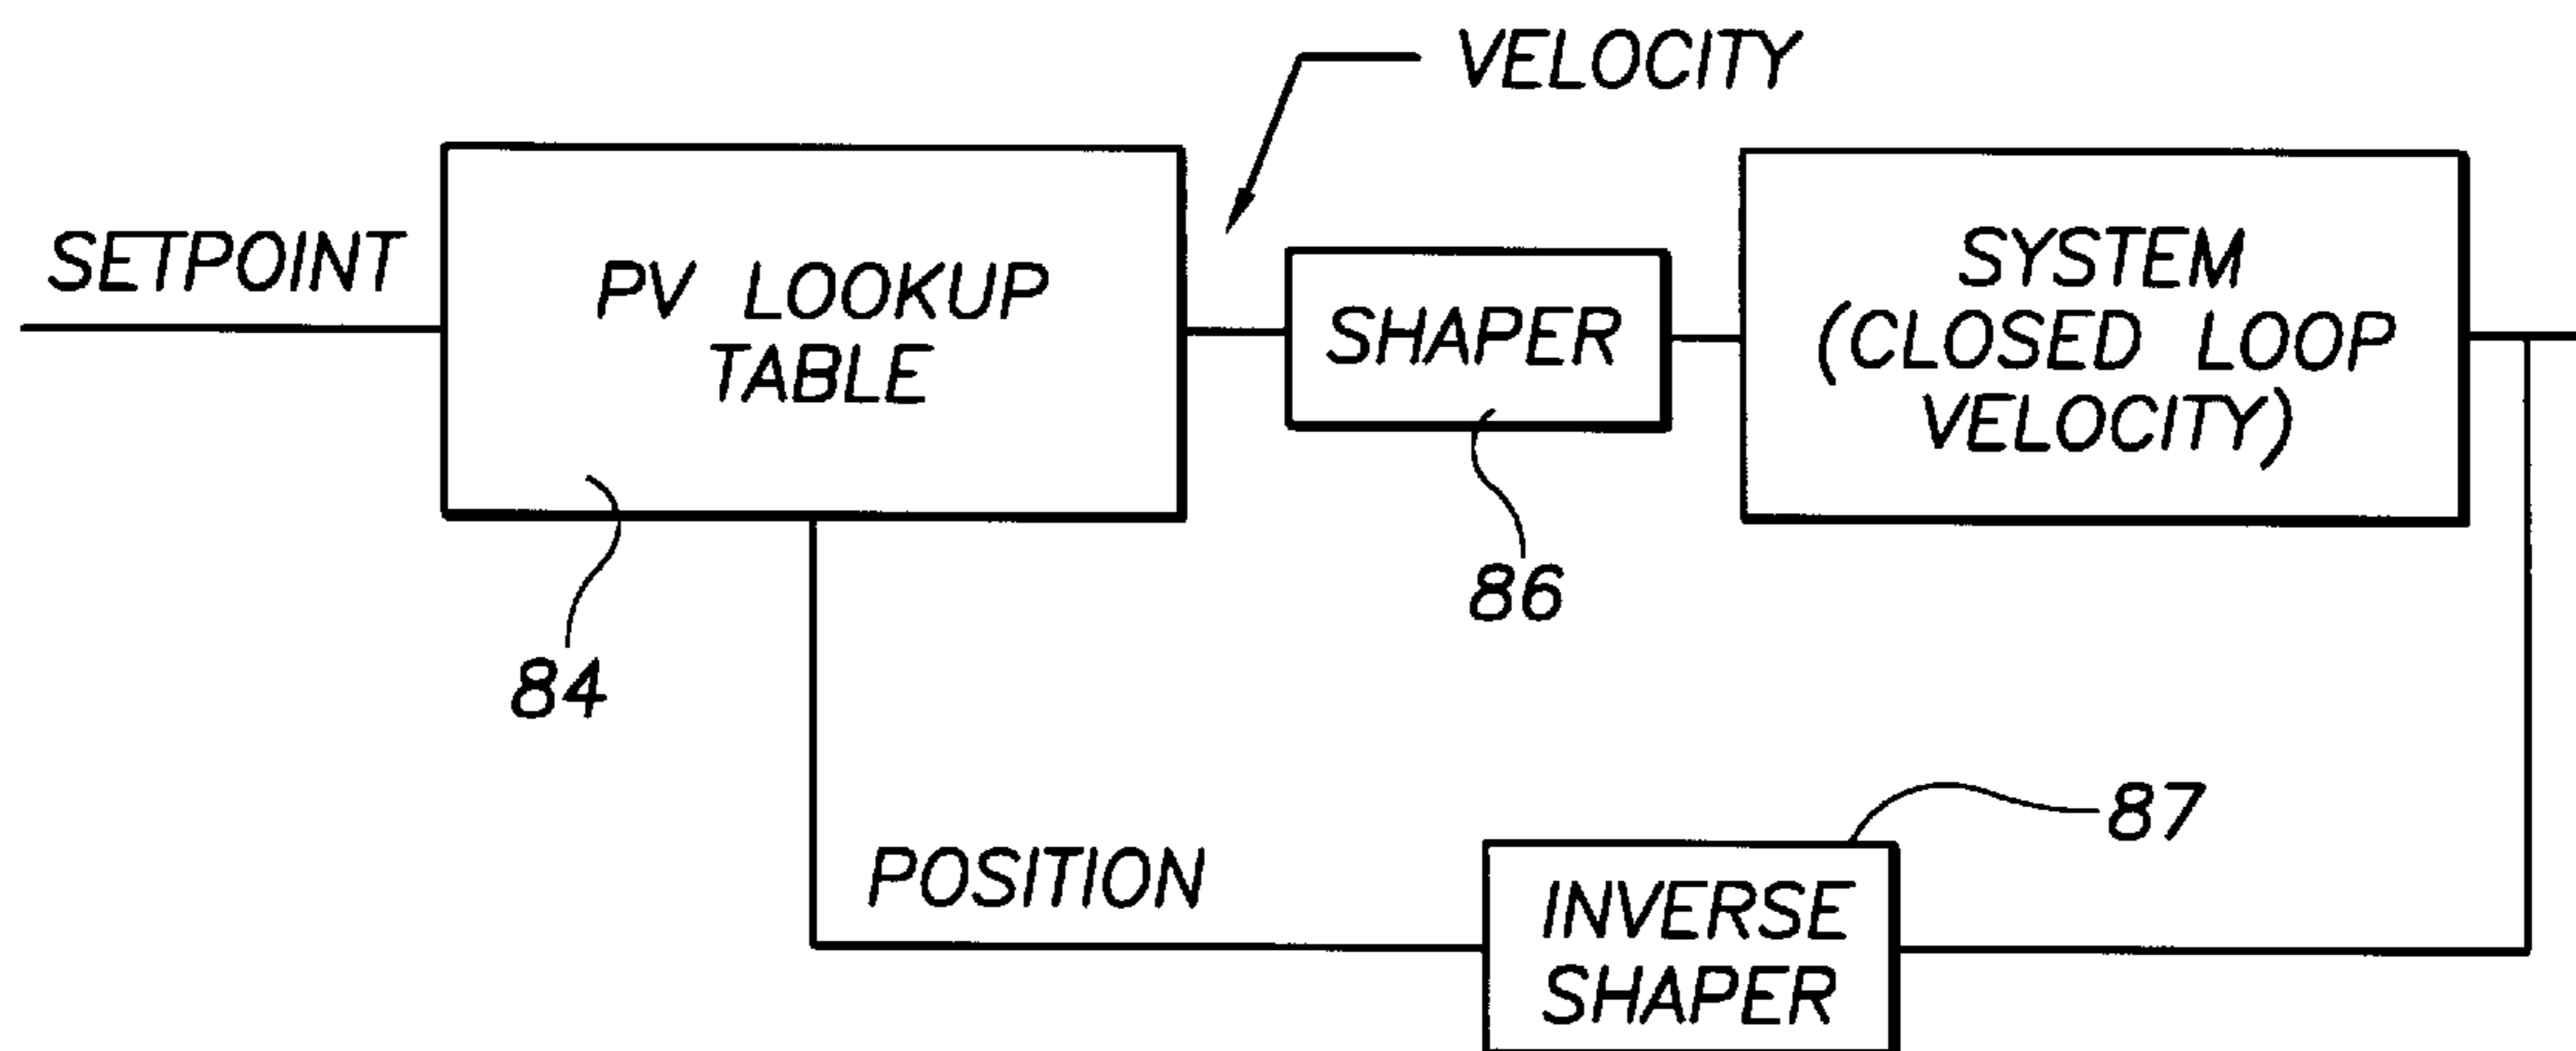 VELOCITY
SETPOINT
PV LOOKUP
TABLE
SHAPER
SYSTEM
(CLOSED LOOP
VELOCITY)
84
86
87
POSITION
INVERSE
SHAPER